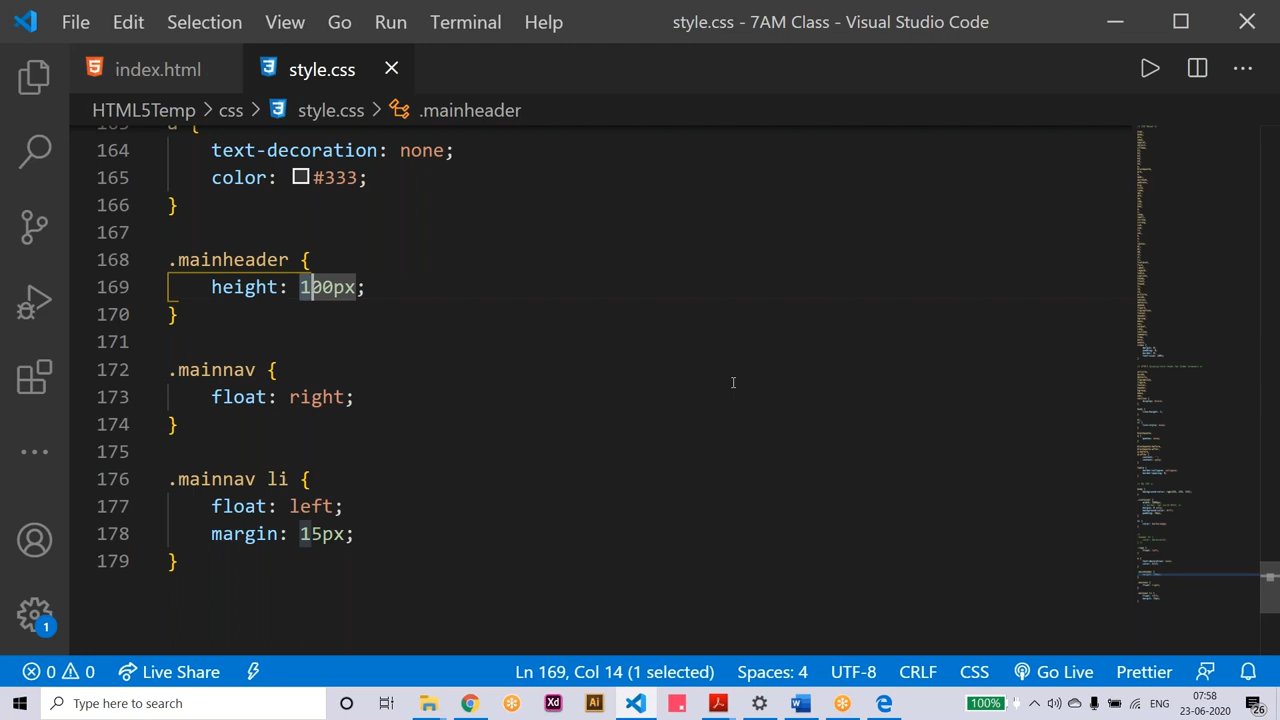 File Edit Selection View Go Run Terminal Help style.css - 7AM Class - Visual Studio Code
index.html style.css
HTML5Temp > css > style.css > .mainheader
164 text-decoration: none;
165 color: #333;
166 }
167
168 .mainheader {
169 height: 100px;
170 }
171
172 .mainnav {
173 float: right;
174 }
175
176 .mainnav li {
177 float: left;
178 margin: 15px;
179 }
1
0 0 Live Share Ln 169, Col 14 (1 selected) Spaces: 4 UTF-8 CRLF CSS Go Live Prettier
Type here to search 100% ENG 07:58
23-06-2020 26